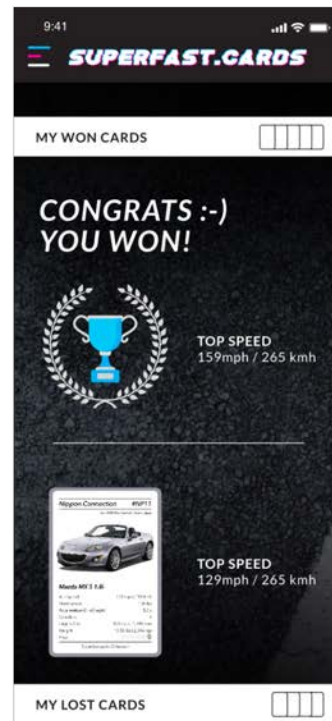 9:41
SUPERFAST.CARDS
MY WON CARDS
CONGRATS :-)
YOU WON!
TOP SPEED
159mph / 265 kmh
Nippon Connection #NP11
TOP SPEED
129mph / 265 kmh
MY LOST CARDS